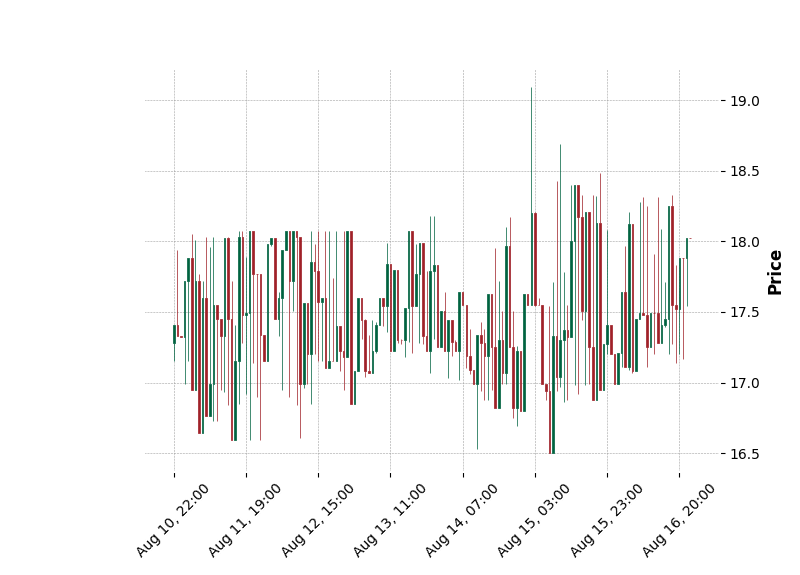 19.0
18.5
18.0
17.5
17.0
16.5
Price
Aug 10, 22:00
Aug 11, 19:00
Aug 12, 15:00
Aug 13, 11:00
Aug 14, 07:00
Aug 15, 03:00
Aug 15, 23:00
Aug 16, 20:00